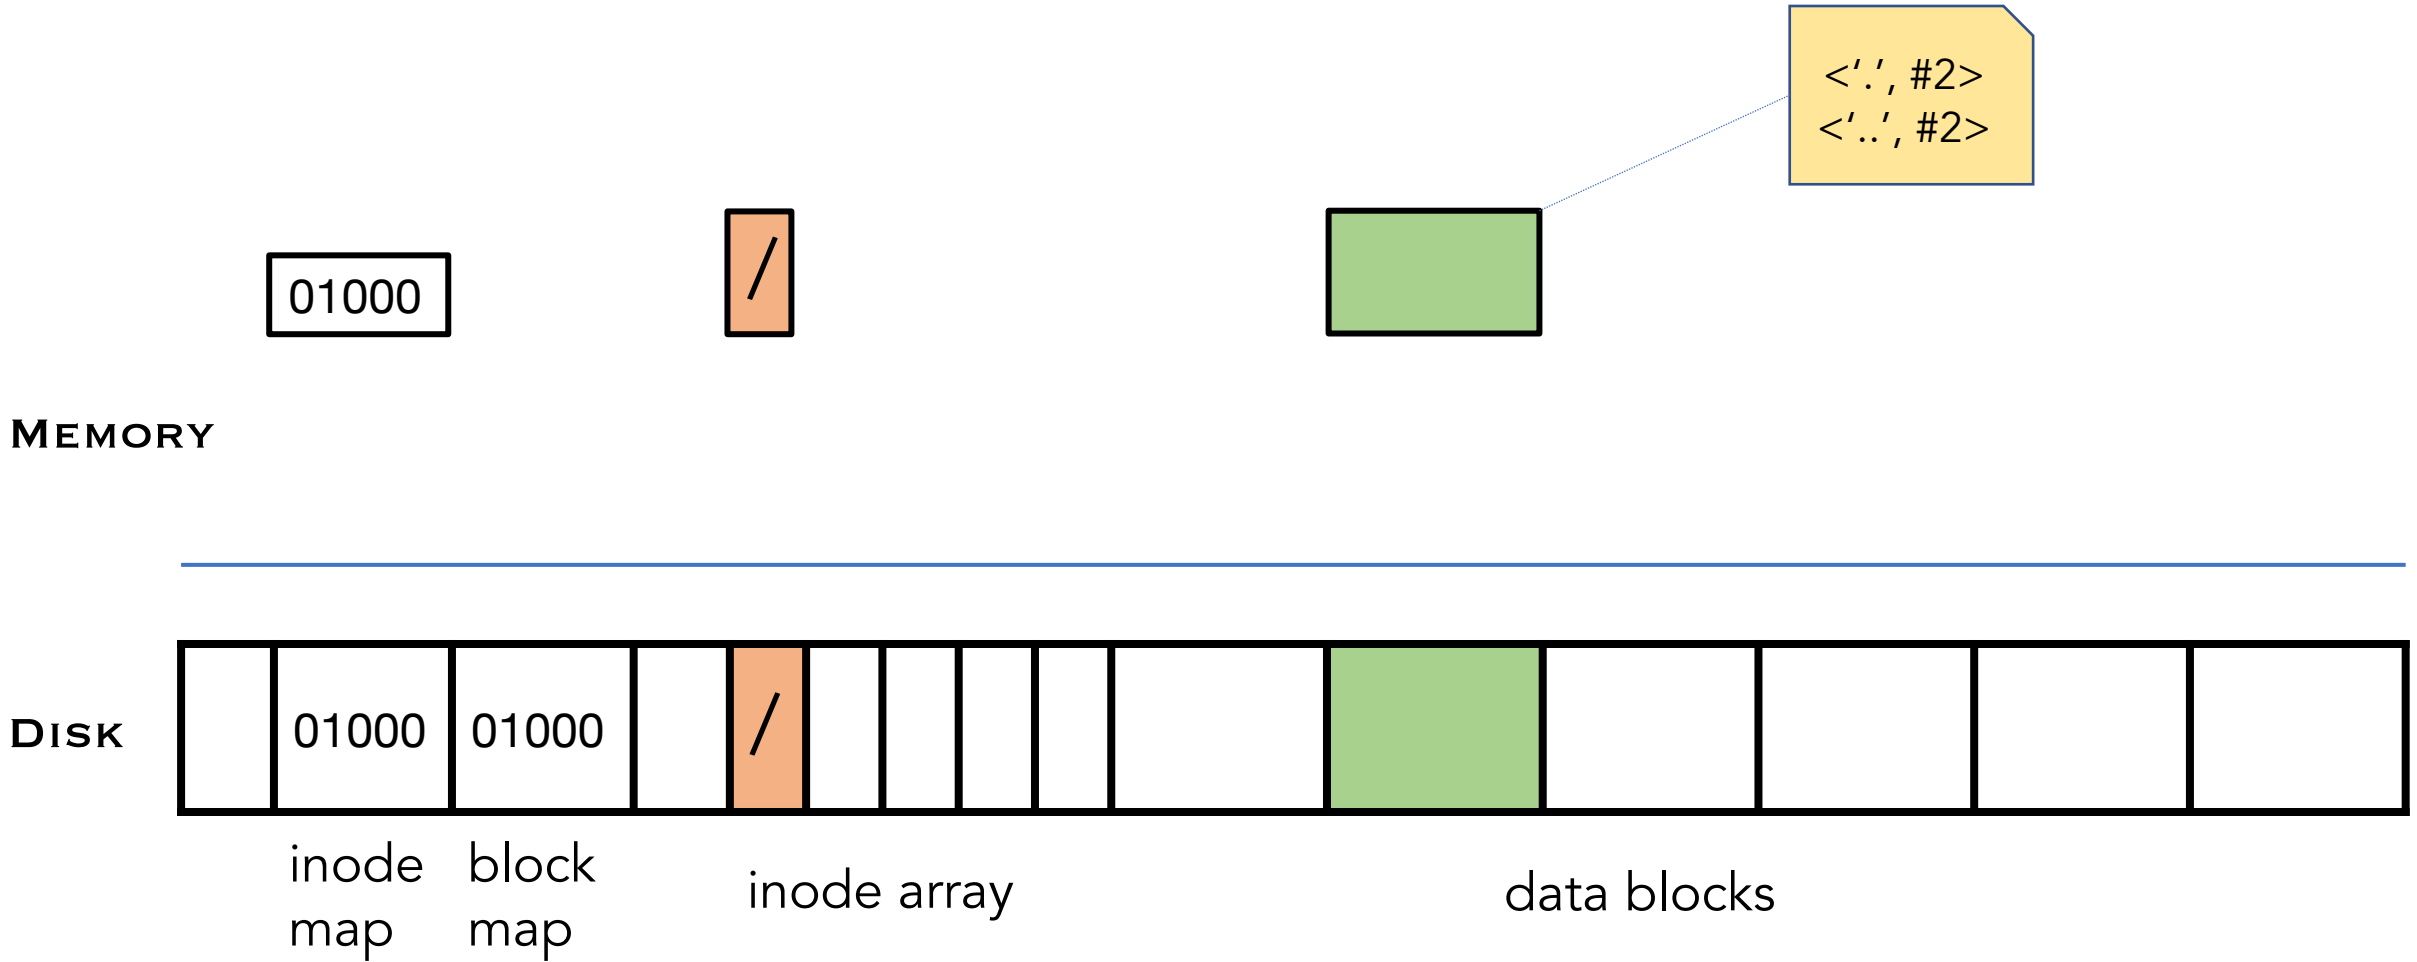 <‘.’, #2>
<‘..’, #2>
01000
/
MEMORY
DISK
01000
01000
/
inode
map
block
map
inode array
data blocks